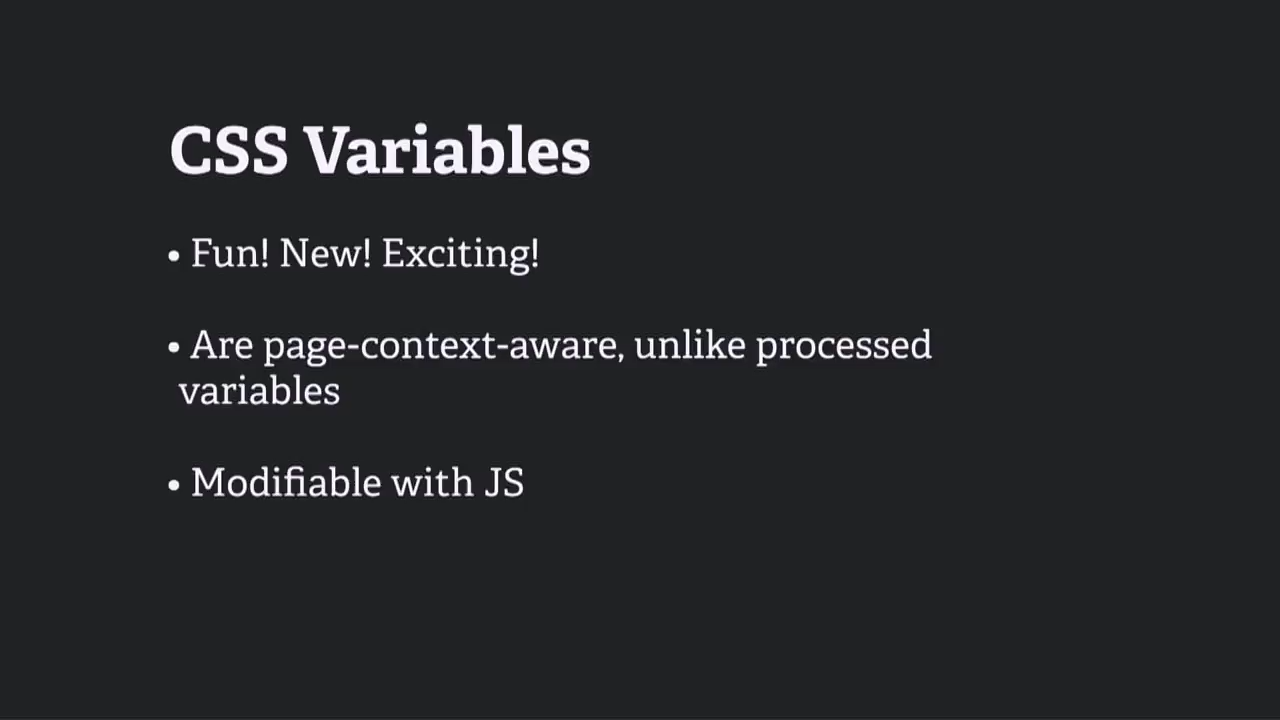 CSS Variables
• Fun! New! Exciting!
• Are page-context-aware, unlike processed
variables
• Modifiable with JS